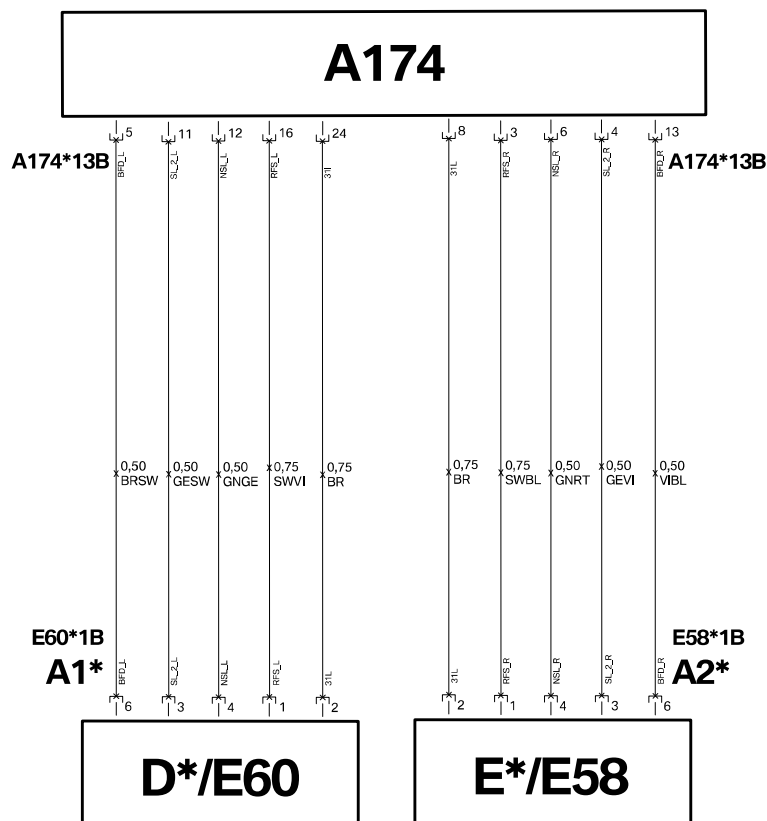 A174
5 11 12 16 24 8 3 6 4 13
A174*13B A174*13B
BFD_L SL_2_L NSL_L RFS_L 31l 31L RFS_R NSL_R SL_2_R BFD_R
0,50 0,50 0,50 0,75 0,75 0,75 0,75 0,50 0,50 0,50
BRSW GESW GNGE SWVI BR BR SWBL GNRT GEVI VIBL
E60*1B E58*1B
A1* A2*
BFD_L SL_2_L NSL_L RFS_L 31L 31L RFS_R NSL_R SL_2_R BFD_R
6 3 4 1 2 2 1 4 3 6
D*/E60 E*/E58